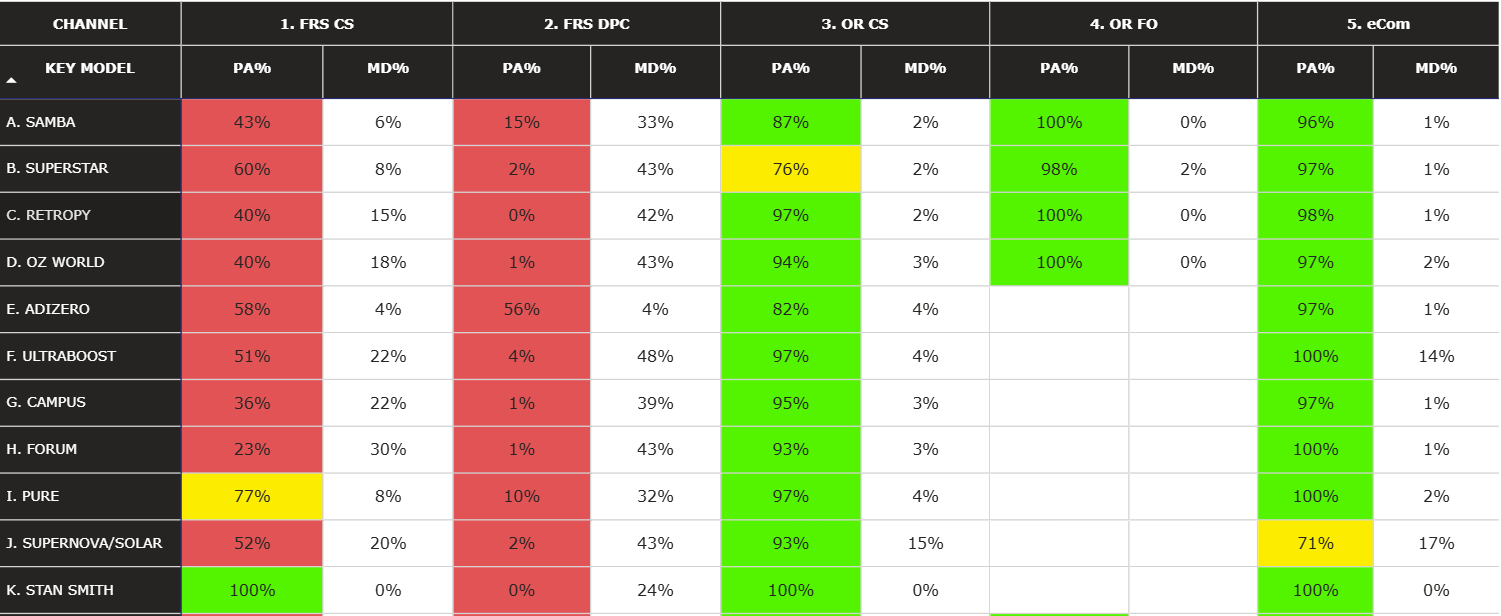 CHANNEL 1. FRS CS 2. FRS DPC 3. OR CS 4. OR FO 5. eCom
KEY MODEL PA% MD% PA% MD% PA% MD% PA% MD% PA% MD%
A. SAMBA 43% 6% 15% 33% 87% 2% 100% 0% 96% 1%
B. SUPERSTAR 60% 8% 2% 43% 76% 2% 98% 2% 97% 1%
C. RETROPY 40% 15% 0% 42% 97% 2% 100% 0% 98% 1%
D. OZ WORLD 40% 18% 1% 43% 94% 3% 100% 0% 97% 2%
E. ADIZERO 58% 4% 56% 4% 82% 4% 97% 1%
F. ULTRABOOST 51% 22% 4% 48% 97% 4% 100% 14%
G. CAMPUS 36% 22% 1% 39% 95% 3% 97% 1%
H. FORUM 23% 30% 1% 43% 93% 3% 100% 1%
I. PURE 77% 8% 10% 32% 97% 4% 100% 2%
J. SUPERNOVA/SOLAR 52% 20% 2% 43% 93% 15% 71% 17%
K. STAN SMITH 100% 0% 0% 24% 100% 0% 100% 0%